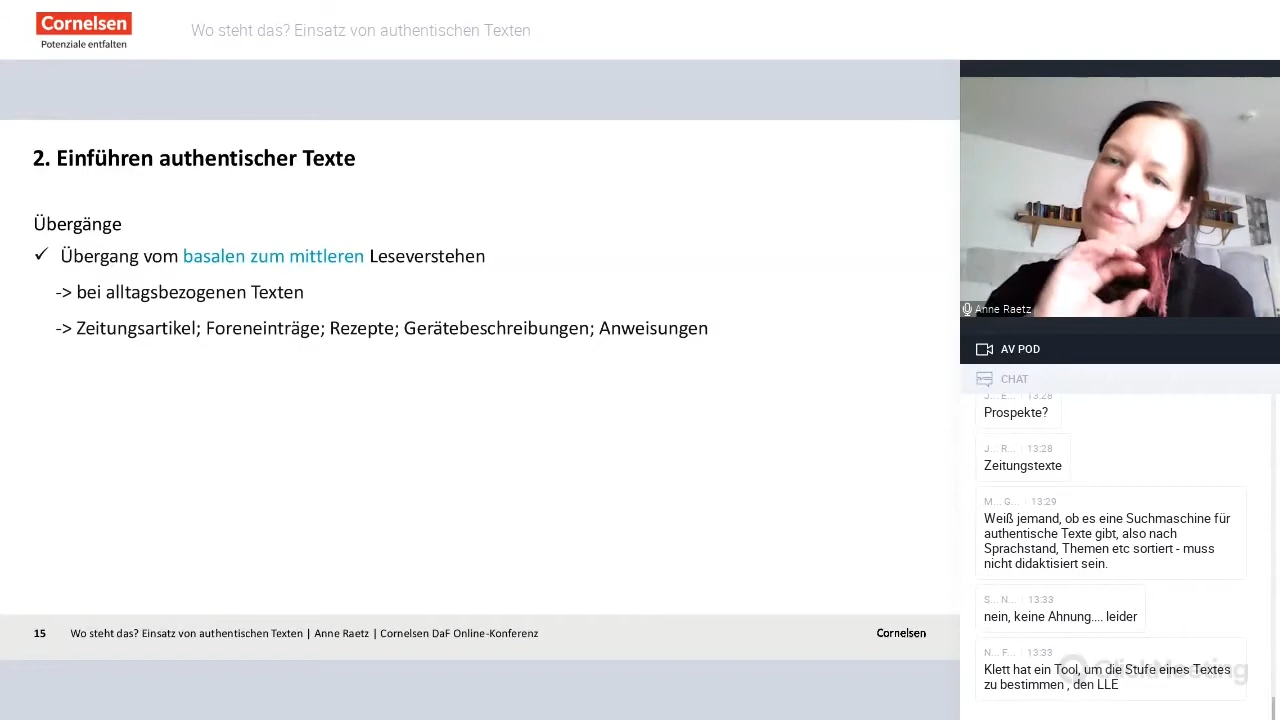 Cornelsen
Potenziale entfalten
Wo steht das? Einsatz von authentischen Texten
2. Einführen authentischer Texte
Übergänge
✓ Übergang vom basalen zum mittleren Leseverstehen
-> bei alltagsbezogenen Texten
-> Zeitungsartikel; Foreneinträge; Rezepte; Gerätebeschreibungen; Anweisungen
15 Wo steht das? Einsatz von authentischen Texten | Anne Raetz | Cornelsen DaF Online-Konferenz
Cornelsen
Anne Raetz
AV POD
CHAT
J... E... 13:28
Prospekte?
J... R... 13:28
Zeitungstexte
M... G... 13:29
Weiß jemand, ob es eine Suchmaschine für
authentische Texte gibt, also nach
Sprachstand, Themen etc sortiert - muss
nicht didaktisiert sein.
S... N... 13:33
nein, keine Ahnung.... leider
N... F... 13:33
Klett hat ein Tool, um die Stufe eines Textes
zu bestimmen , den LLE
ClickMeeting